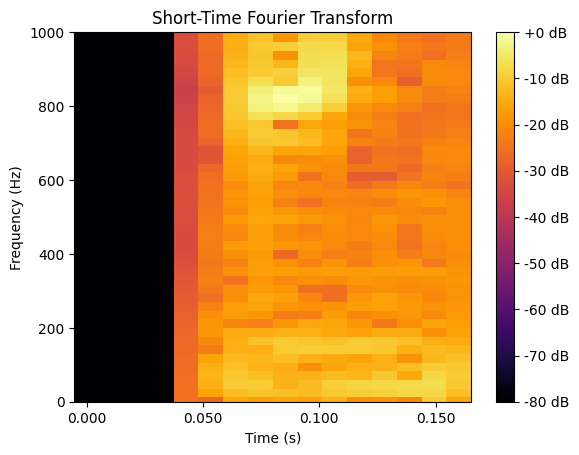 Short-Time Fourier Transform
Frequency (Hz)
1000
800
600
400
200
0
0.000
0.050
0.100
0.150
Time (s)
+0 dB
-10 dB
-20 dB
-30 dB
-40 dB
-50 dB
-60 dB
-70 dB
-80 dB